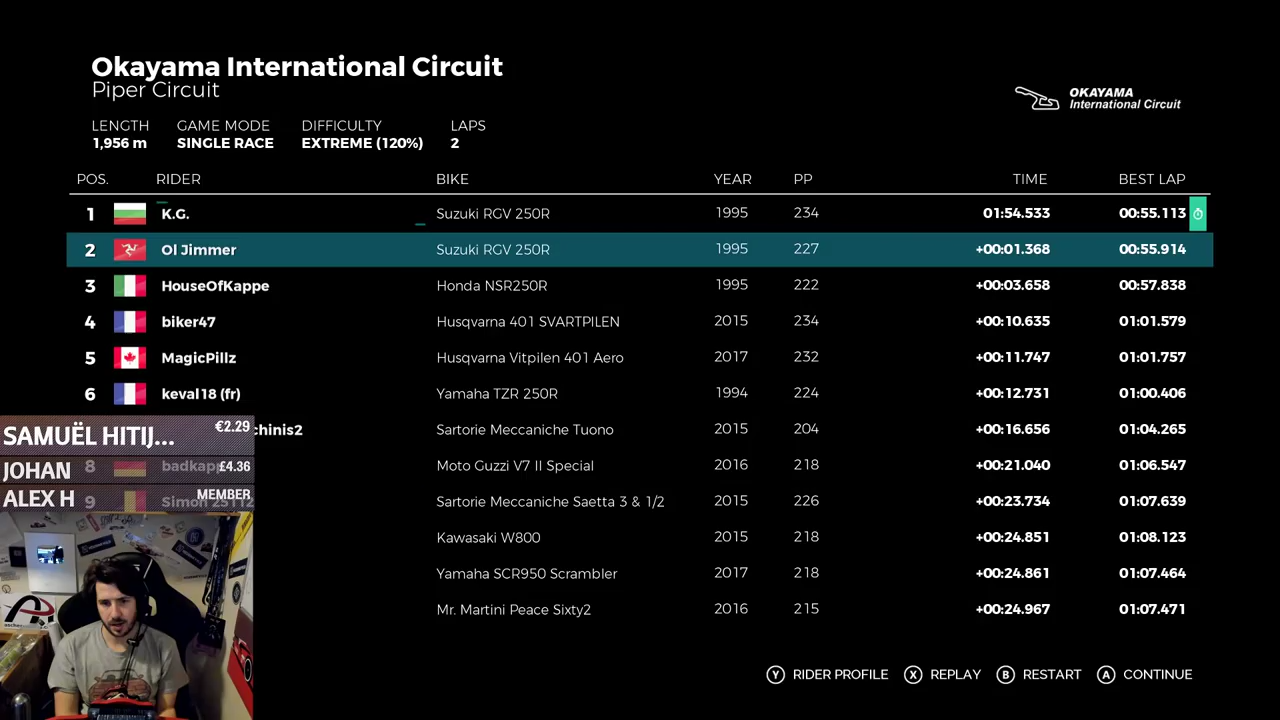 Okayama International Circuit
Piper Circuit
OKAYAMA
International Circuit
LENGTH GAME MODE DIFFICULTY LAPS
1,956 m SINGLE RACE EXTREME (120%) 2
POS. RIDER BIKE YEAR PP TIME BEST LAP
1 K.G. Suzuki RGV 250R 1995 234 01:54.533 00:55.113
2 Ol Jimmer Suzuki RGV 250R 1995 227 +00:01.368 00:55.914
3 HouseOfKappe Honda NSR250R 1995 222 +00:03.658 00:57.838
4 biker47 Husqvarna 401 SVARTPILEN 2015 234 +00:10.635 01:01.579
5 MagicPillz Husqvarna Vitpilen 401 Aero 2017 232 +00:11.747 01:01.757
6 keval18 (fr) Yamaha TZR 250R 1994 224 +00:12.731 01:00.406
chinis2 Sartorie Meccaniche Tuono 2015 204 +00:16.656 01:04.265
8 badkapp Moto Guzzi V7 II Special 2016 218 +00:21.040 01:06.547
9 Simon Sartorie Meccaniche Saetta 3 & 1/2 2015 226 +00:23.734 01:07.639
Kawasaki W800 2015 218 +00:24.851 01:08.123
Yamaha SCR950 Scrambler 2017 218 +00:24.861 01:07.464
Mr. Martini Peace Sixty2 2016 215 +00:24.967 01:07.471
SAMUËL HITIJ... €2.29
JOHAN £4.36
ALEX H MEMBER
Y RIDER PROFILE X REPLAY B RESTART A CONTINUE